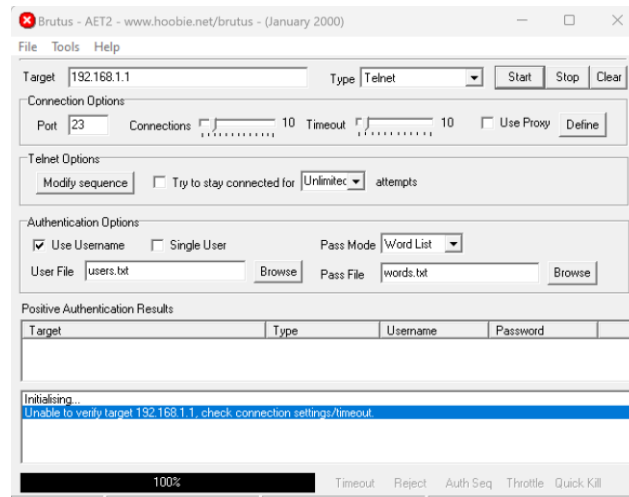 Brutus - AET2 - www.hoobie.net/brutus - (January 2000)
File Tools Help
Target 192.168.1.1 Type Telnet Start Stop Clear
Connection Options
Port 23 Connections 10 Timeout 10 Use Proxy Define
Telnet Options
Modify sequence Try to stay connected for Unlimitec attempts
Authentication Options
Use Username Single User Pass Mode Word List
User File users.txt Browse Pass File words.txt Browse
Positive Authentication Results
Target Type Username Password
Initialising...
Unable to verify target 192.168.1.1, check connection settings/timeout.
100% Timeout Reject Auth Seq Throttle Quick Kill